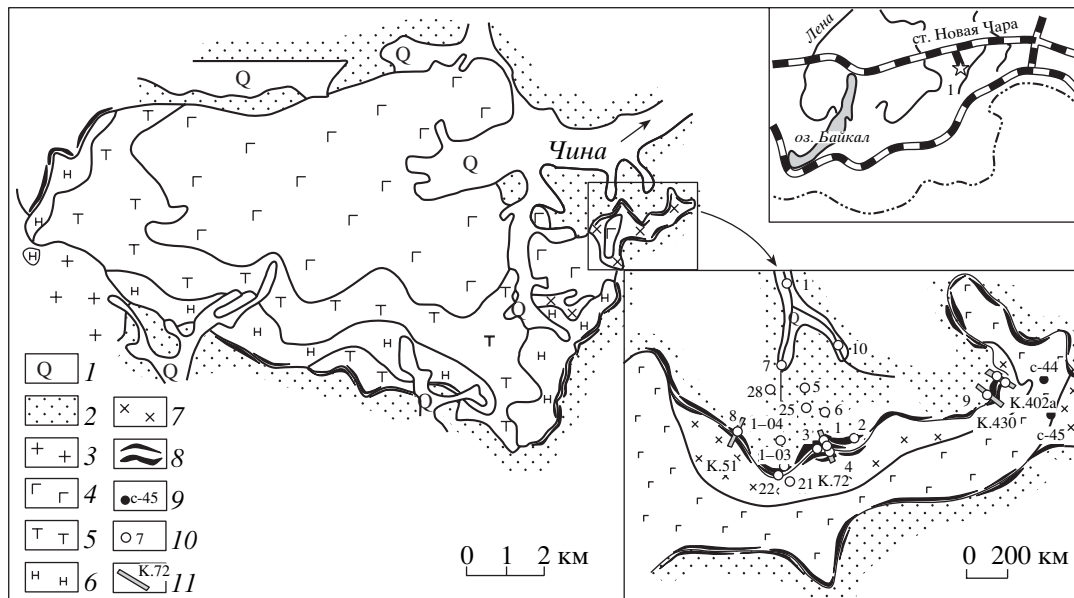 Q
Q
Q
Чина
Q
Q
Q
Лена
ст. Новая Чара
1
оз. Байкал
Q 1
2
3
4
5
6
7
8
с-45 9
7 10
К.72 11
0 1 2 км
1
Q
7
10
28
5
25
6
8
1–04
3
1
2
1–03
К.51
22
21
К.72
4
9
К.430
К.402а
с-44
с-45
0 200 км